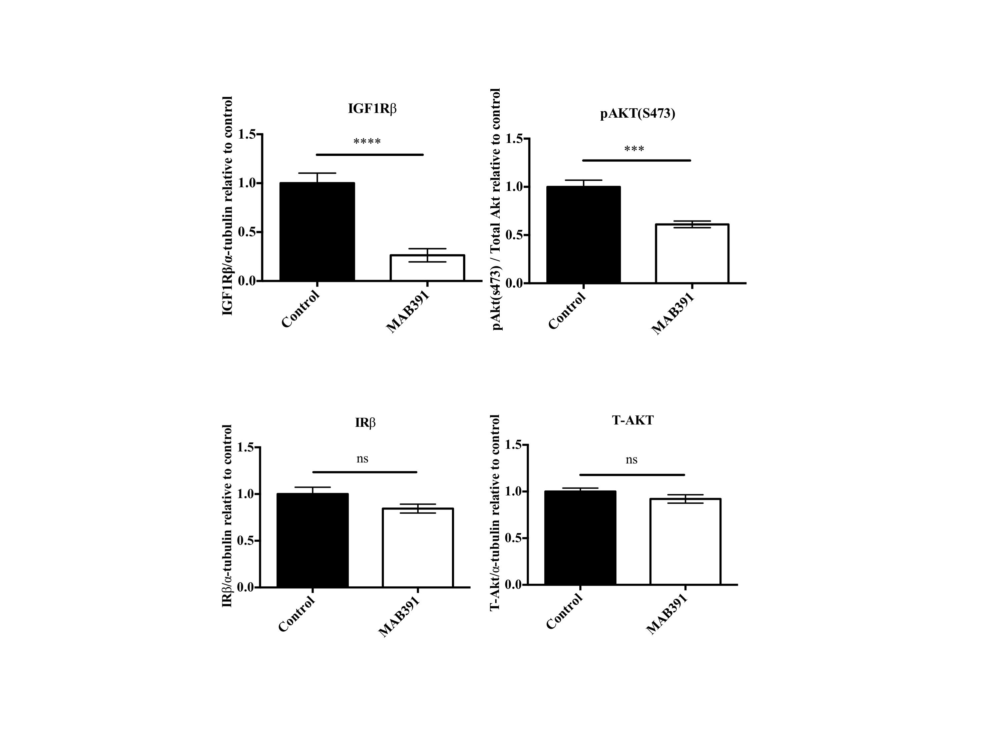 IGF1Rβ
IGF1Rβ/α-tubulin relative to control
1.5
1.0
0.5
0.0
****
Control
MAB391
pAKT(S473)
pAkt(s473) / Total Akt relative to control
1.5
1.0
0.5
0.0
***
Control
MAB391
IRβ
IRβ/α-tubulin relative to control
1.5
1.0
0.5
0.0
ns
Control
MAB391
T-AKT
T-Akt/α-tubulin relative to control
1.5
1.0
0.5
0.0
ns
Control
MAB391